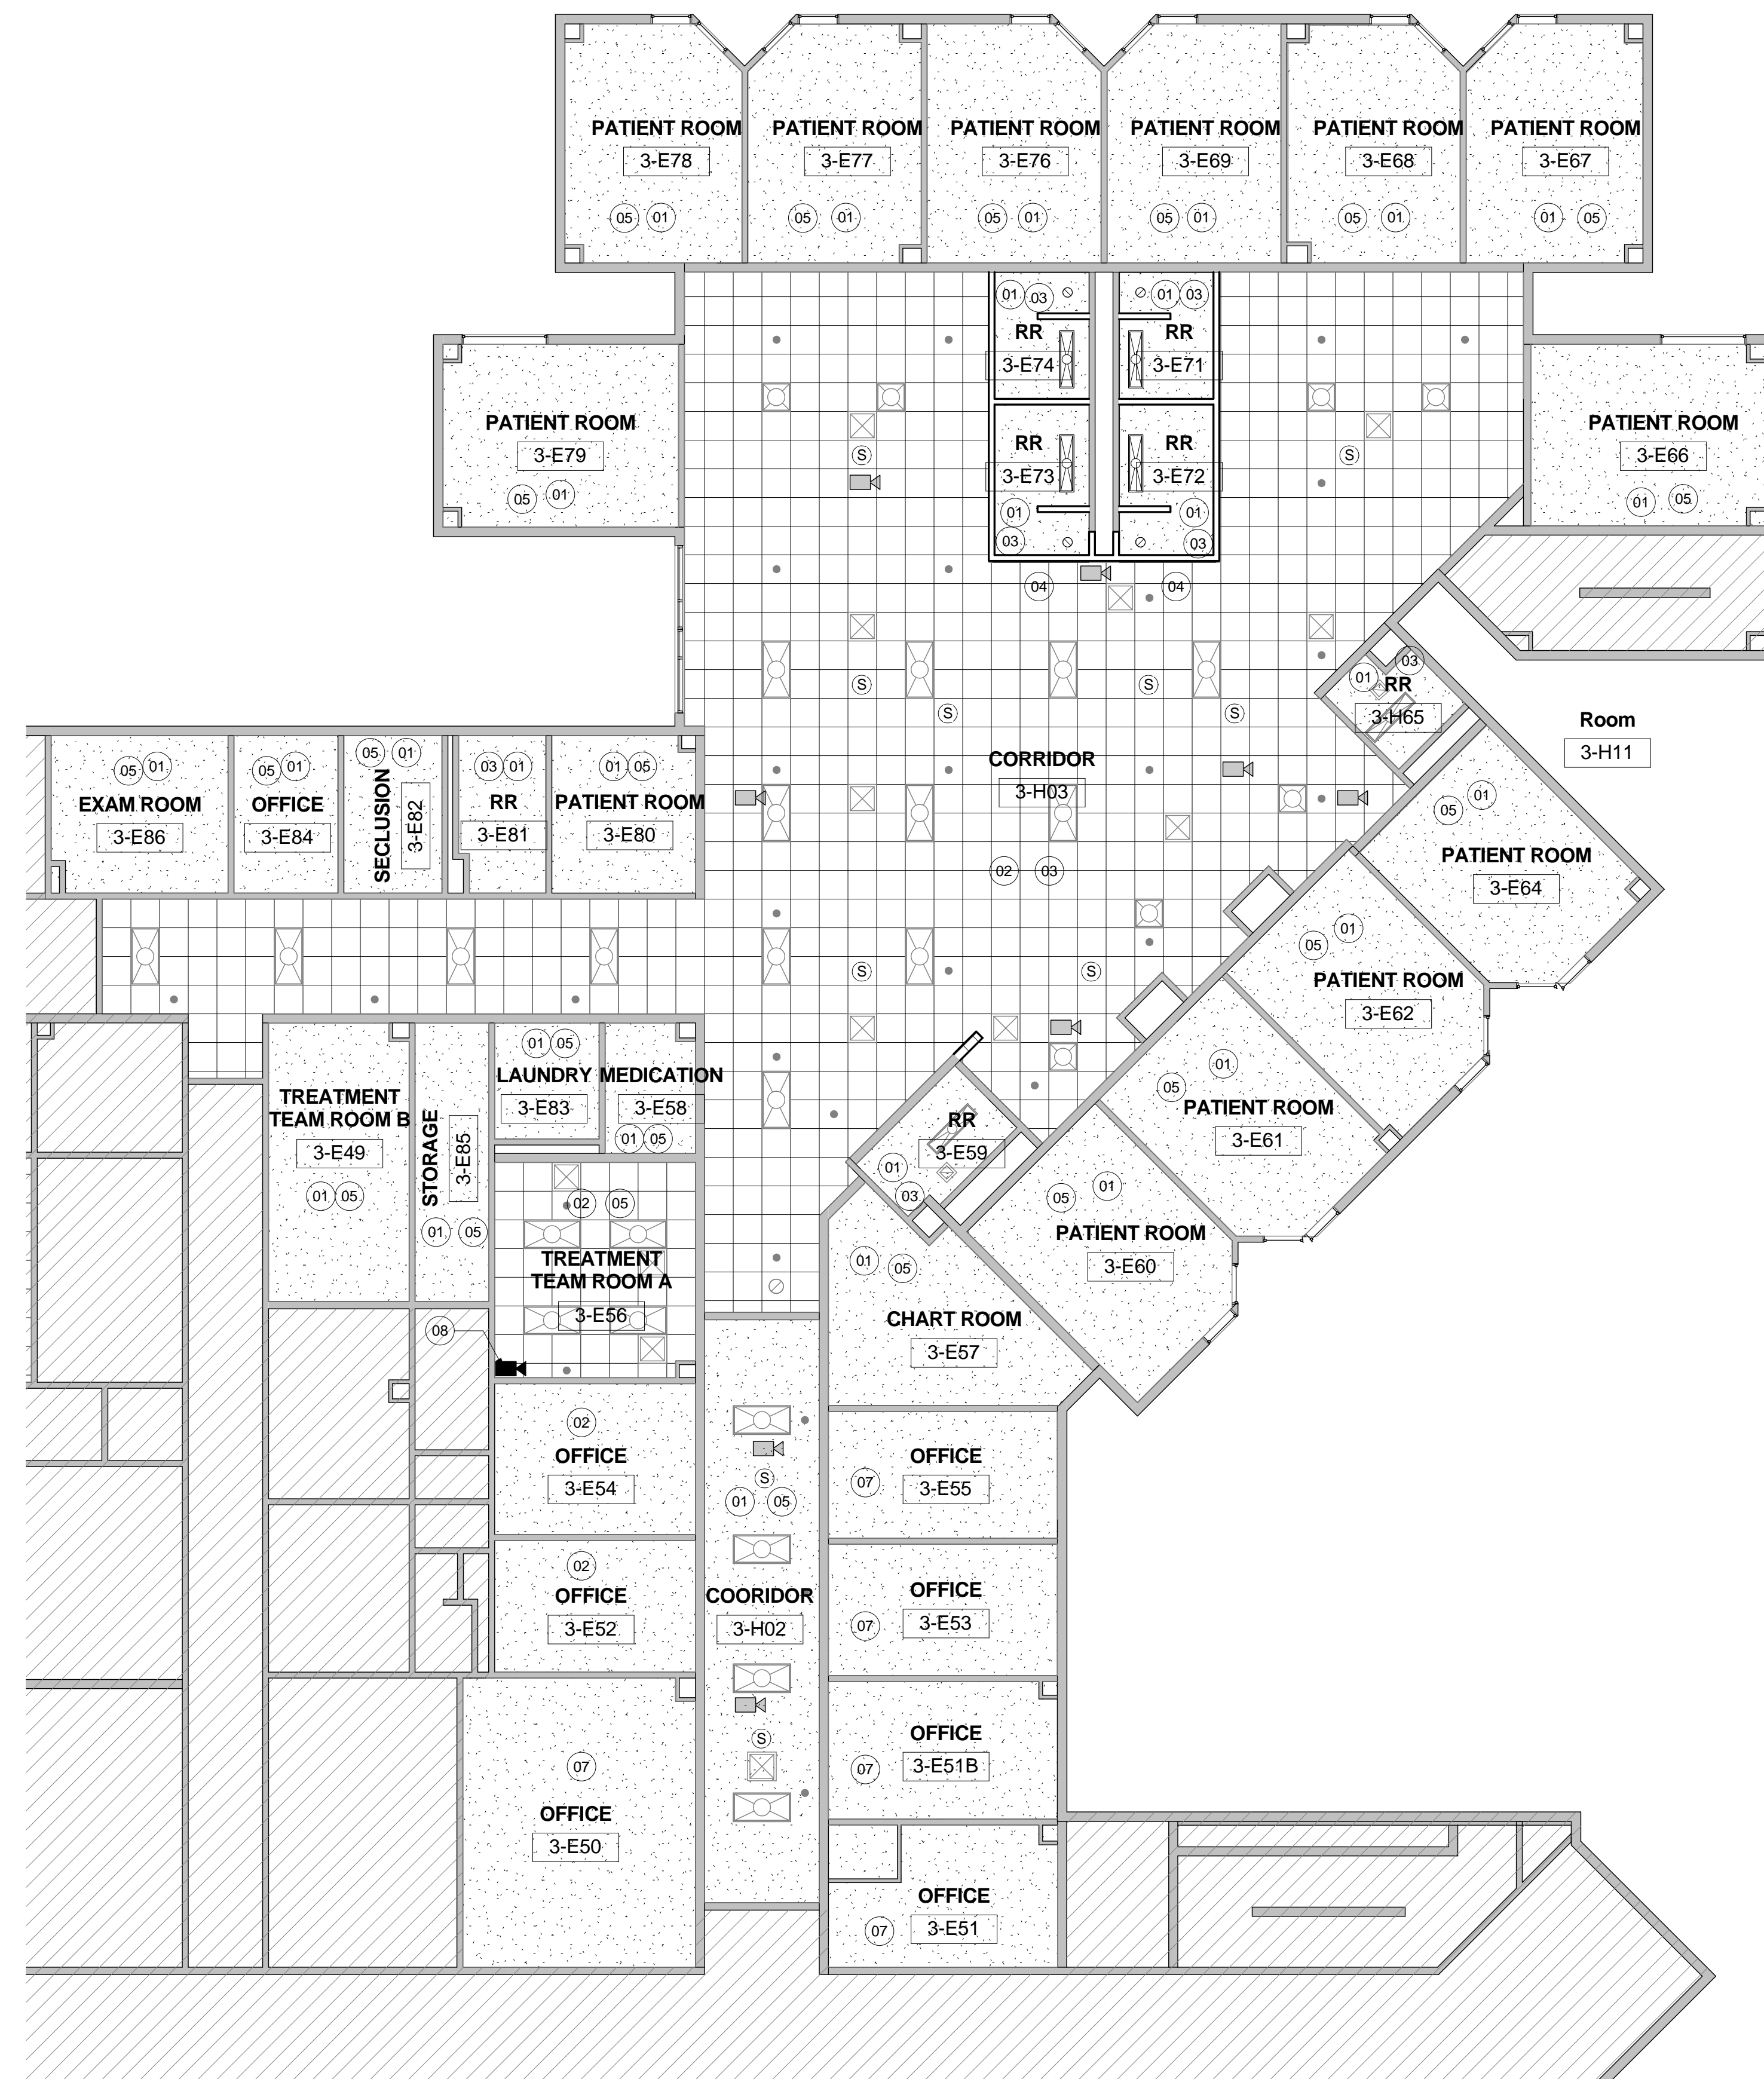 PATIENT ROOM
3-E78
05 01
PATIENT ROOM
3-E77
05 01
PATIENT ROOM
3-E76
05 01
PATIENT ROOM
3-E69
05 01
PATIENT ROOM
3-E68
05 01
PATIENT ROOM
3-E67
01 05
01 03
RR
3-E74
01 03
RR
3-E71
PATIENT ROOM
3-E79
05 01
RR
3-E73
01
03
RR
3-E72
01
03
PATIENT ROOM
3-E66
01 05
S
S
04
04
S
S
S
S
01 03
RR
3-H65
Room
3-H11
CORRIDOR
3-H03
02 03
05 01
EXAM ROOM
3-E86
05 01
OFFICE
3-E84
05 01
SECLUSION
3-E82
03 01
RR
3-E81
01 05
PATIENT ROOM
3-E80
05 01
PATIENT ROOM
3-E64
05 01
PATIENT ROOM
3-E62
S
S
05 01
PATIENT ROOM
3-E61
TREATMENT
TEAM ROOM B
3-E49
01 05
STORAGE
3-E85
01 05
01 05
LAUNDRY
3-E83
MEDICATION
3-E58
01 05
RR
3-E59
01
03
05 01
PATIENT ROOM
3-E60
02 05
TREATMENT
TEAM ROOM A
3-E56
08
01 05
CHART ROOM
3-E57
02
OFFICE
3-E54
S
01 05
COORIDOR
3-H02
S
OFFICE
07
3-E55
02
OFFICE
3-E52
OFFICE
07
3-E53
OFFICE
07
3-E51B
07
OFFICE
3-E50
OFFICE
07
3-E51